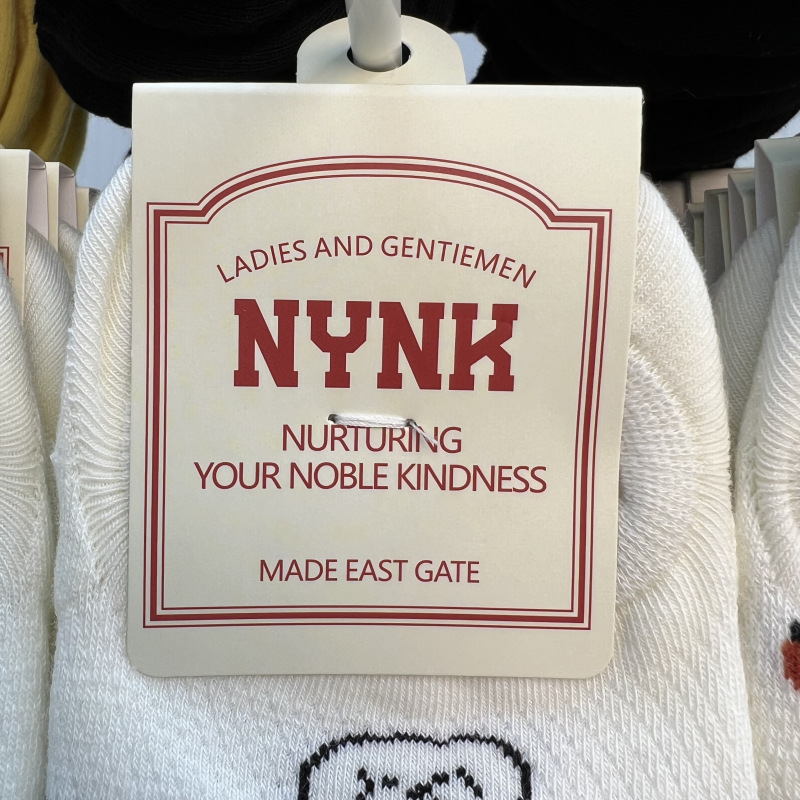 LADIES AND GENTIEMEN
NYNK
NURTURING
YOUR NOBLE KINDNESS
MADE EAST GATE